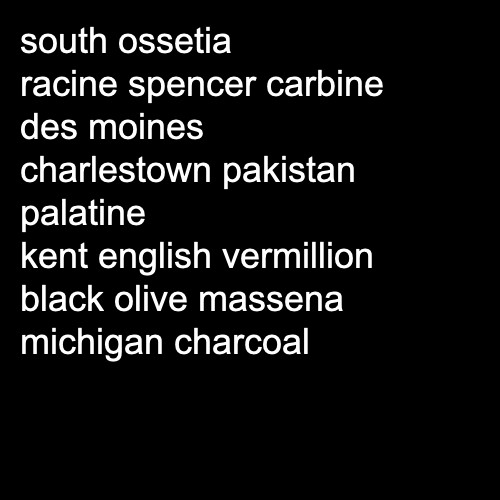 south ossetia
racine spencer carbine
des moines
charlestown pakistan
palatine
kent english vermillion
black olive massena
michigan charcoal